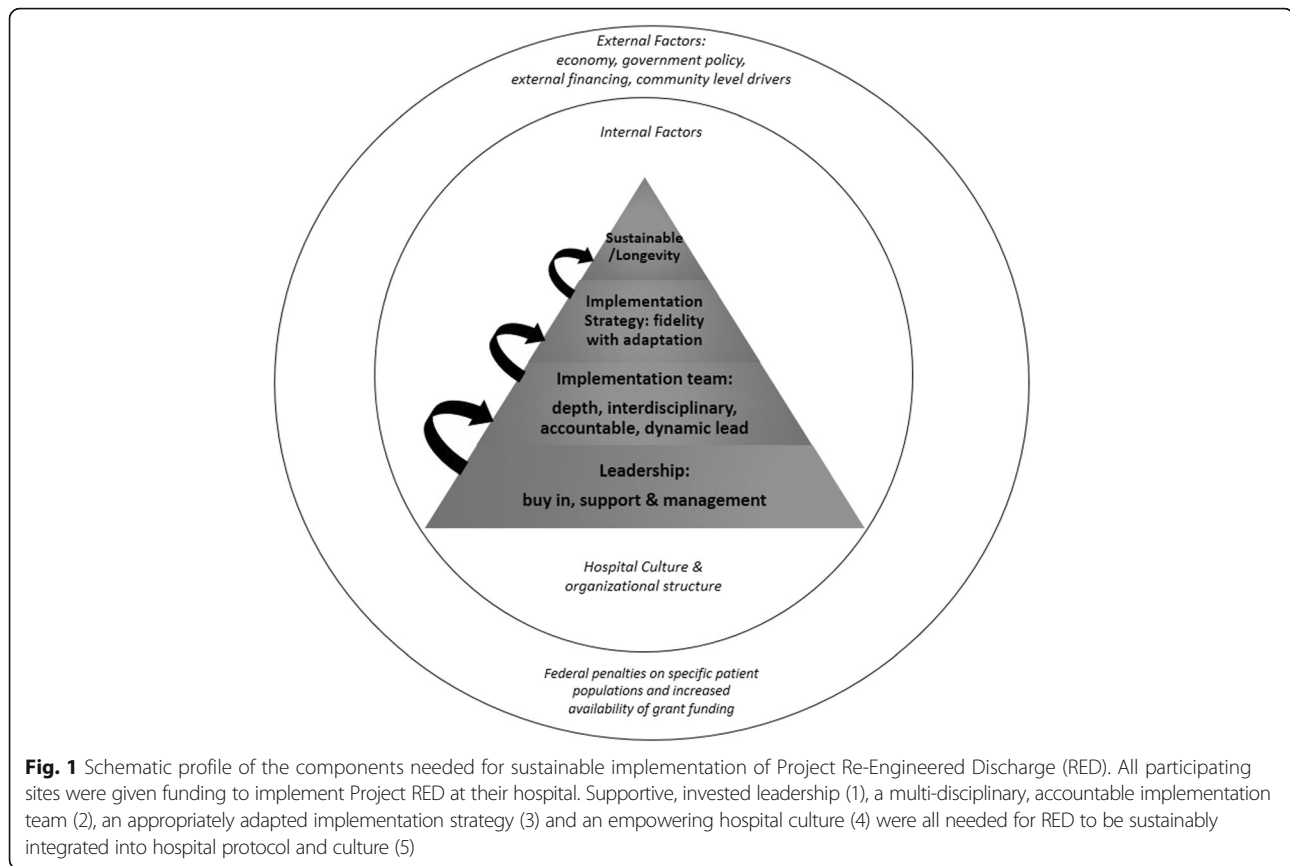 External Factors:
economy, government policy,
external financing, community level drivers
Internal Factors
Sustainable
/Longevity
Implementation
Strategy: fidelity
with adaptation
Implementation team:
depth, interdisciplinary,
accountable, dynamic lead
Leadership:
buy in, support & management
Hospital Culture &
organizational structure
Federal penalties on specific patient
populations and increased
availability of grant funding
Fig. 1 Schematic profile of the components needed for sustainable implementation of Project Re-Engineered Discharge (RED). All participating
sites were given funding to implement Project RED at their hospital. Supportive, invested leadership (1), a multi-disciplinary, accountable implementation
team (2), an appropriately adapted implementation strategy (3) and an empowering hospital culture (4) were all needed for RED to be sustainably
integrated into hospital protocol and culture (5)